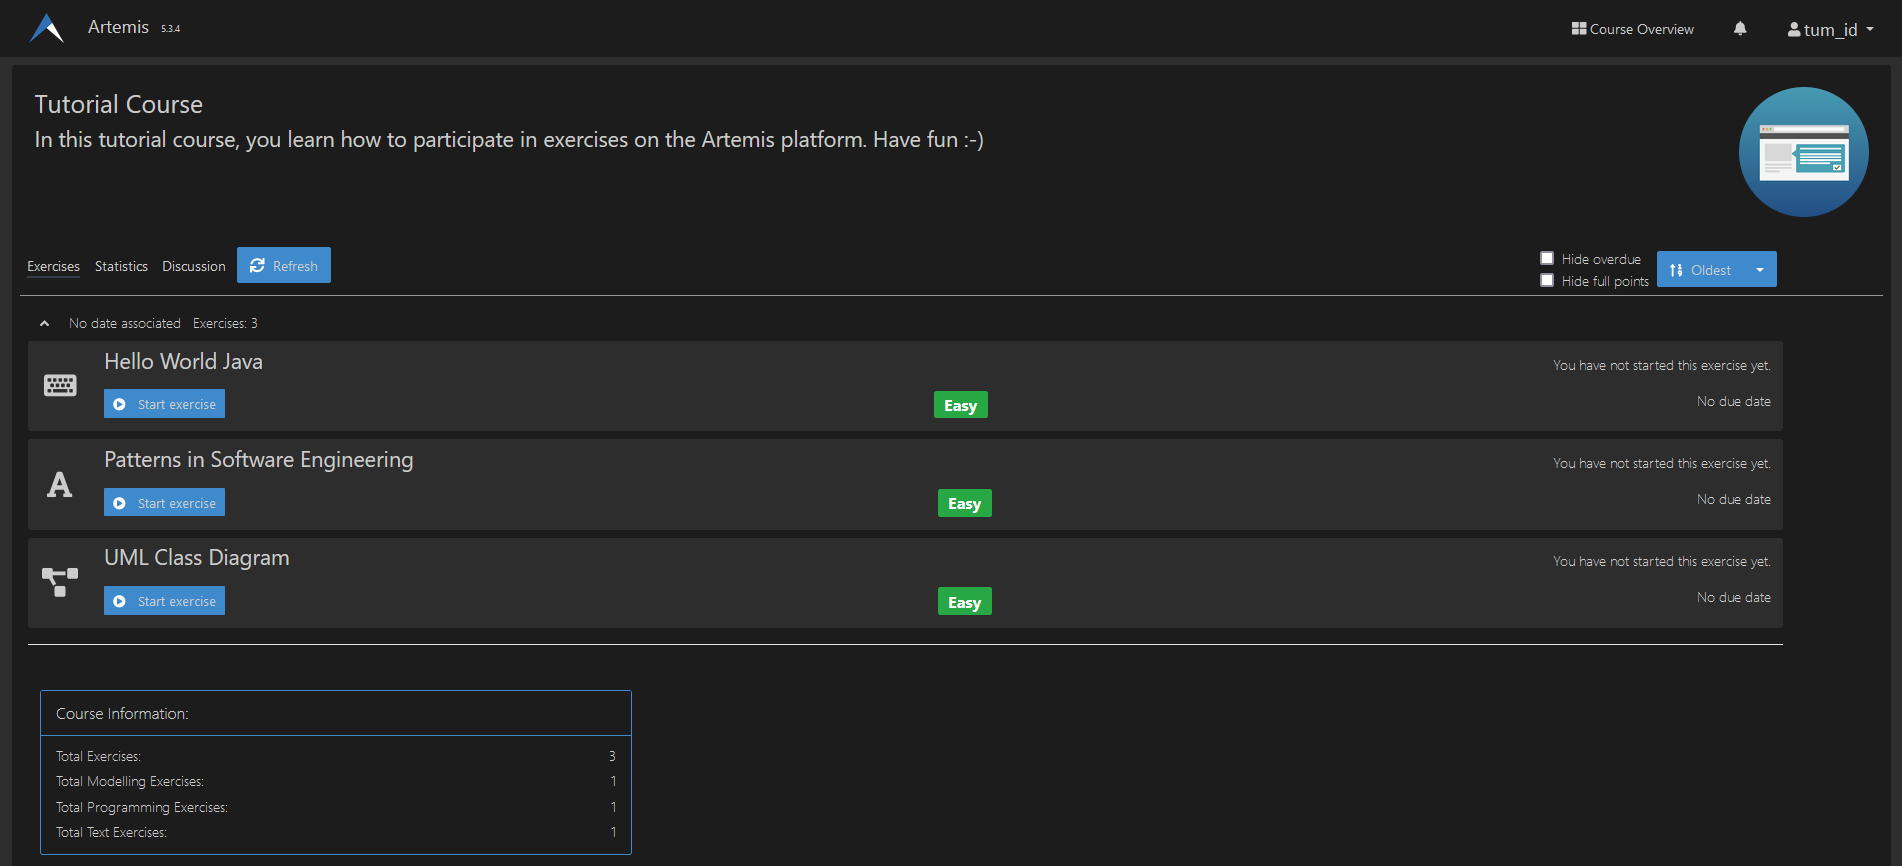 Artemis 5.3.4
Course Overview
tum_id
Tutorial Course
In this tutorial course, you learn how to participate in exercises on the Artemis platform. Have fun :-)
Exercises Statistics Discussion Refresh
Hide overdue
Hide full points
Oldest
No date associated Exercises: 3
Hello World Java
You have not started this exercise yet.
Start exercise
Easy
No due date
Patterns in Software Engineering
You have not started this exercise yet.
Start exercise
Easy
No due date
UML Class Diagram
You have not started this exercise yet.
Start exercise
Easy
No due date
Course Information:
Total Exercises: 3
Total Modelling Exercises: 1
Total Programming Exercises: 1
Total Text Exercises: 1